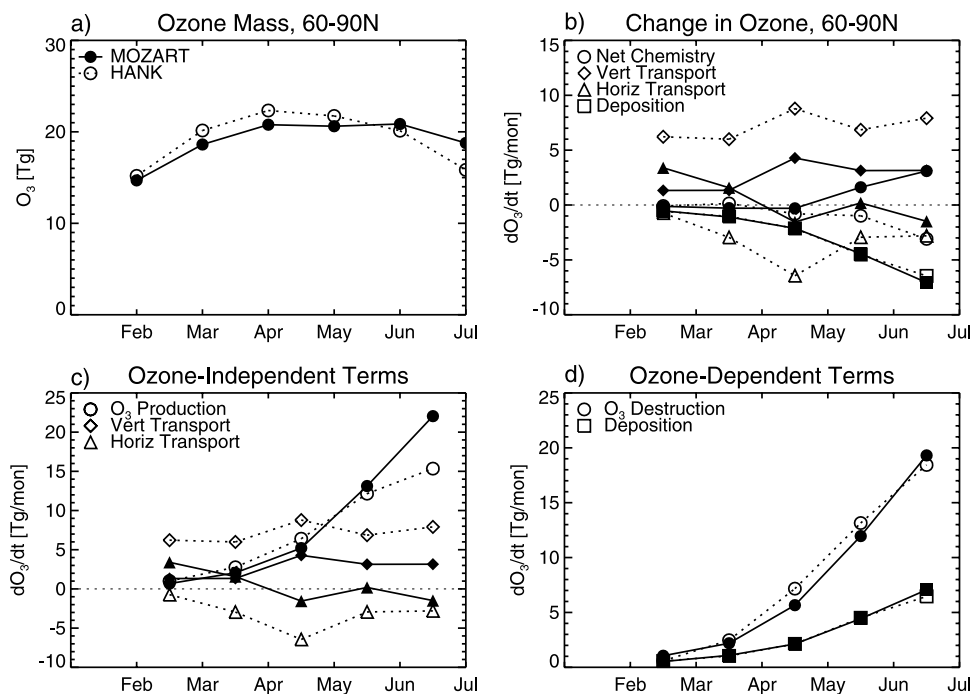 a) Ozone Mass, 60-90N
30
20
10
0
O3 [Tg]
MOZART
HANK
Feb Mar Apr May Jun Jul
b) Change in Ozone, 60-90N
15
10
5
0
-5
-10
dO3/dt [Tg/mon]
Net Chemistry
Vert Transport
Horiz Transport
Deposition
Feb Mar Apr May Jun Jul
c) Ozone-Independent Terms
25
20
15
10
5
0
-5
-10
dO3/dt [Tg/mon]
O3 Production
Vert Transport
Horiz Transport
Feb Mar Apr May Jun Jul
d) Ozone-Dependent Terms
25
20
15
10
5
0
dO3/dt [Tg/mon]
O3 Destruction
Deposition
Feb Mar Apr May Jun Jul